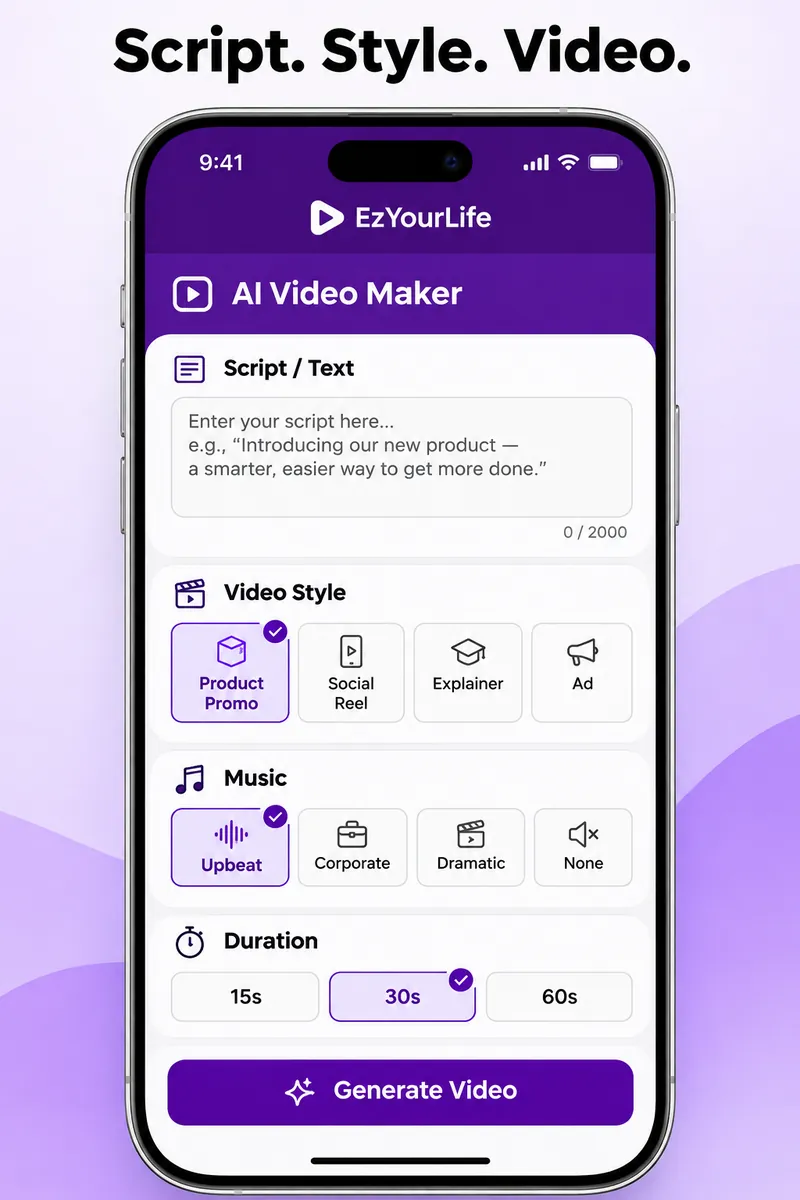 Script. Style. Video.
9:41
EzYourLife
AI Video Maker
Script / Text
Enter your script here...
e.g., “Introducing our new product —
a smarter, easier way to get more done.”
0 / 2000
Video Style
Product
Promo
Social
Reel
Explainer
Ad
Music
Upbeat
Corporate
Dramatic
None
Duration
15s
30s
60s
Generate Video